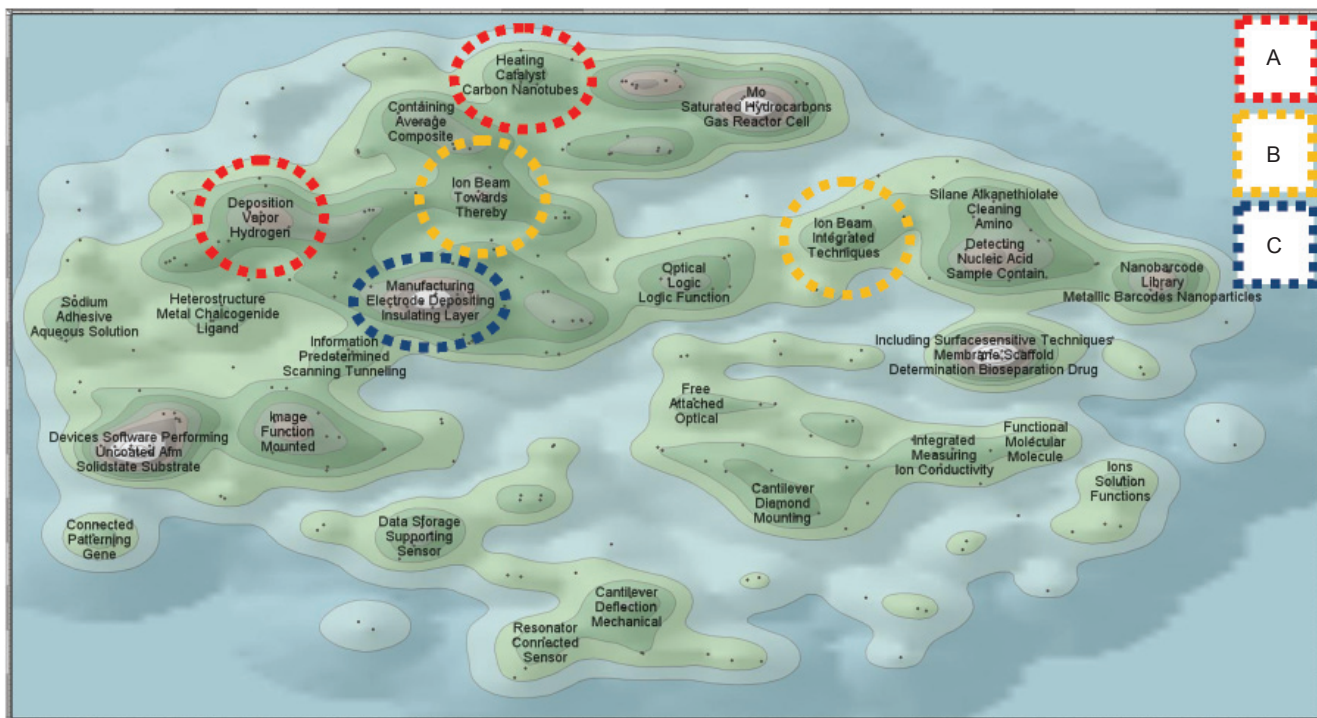 Heating
Catalyst
Carbon Nanotubes
A
Mo
Saturated Hydrocarbons
Gas Reactor Cell
Containing
Average
Composite
B
Ion Beam
Towards
Thereby
Deposition
Vapor
Hydrogen
Silane Alkanethiolate
Cleaning
Amino
Ion Beam
Integrated
Techniques
C
Detecting
Nucleic Acid
Sample Contain.
Optical
Logic
Logic Function
Nanobarcode
Library
Metallic Barcodes Nanoparticles
Manufacturing
Electrode Depositing
Insulating Layer
Sodium
Adhesive
Aqueous Solution
Heterostructure
Metal Chalcogenide
Ligand
Information
Predetermined
Scanning Tunneling
Including Surfacesensitive Techniques
Membrane Scaffold
Determination Bioseparation Drug
Free
Attached
Optical
Image
Function
Mounted
Devices Software Performing
Uncoated Afm
Solidstate Substrate
Integrated
Measuring
Ion Conductivity
Functional
Molecular
Molecule
Ions
Solution
Functions
Cantilever
Diamond
Mounting
Connected
Patterning
Gene
Data Storage
Supporting
Sensor
Cantilever
Deflection
Mechanical
Resonator
Connected
Sensor